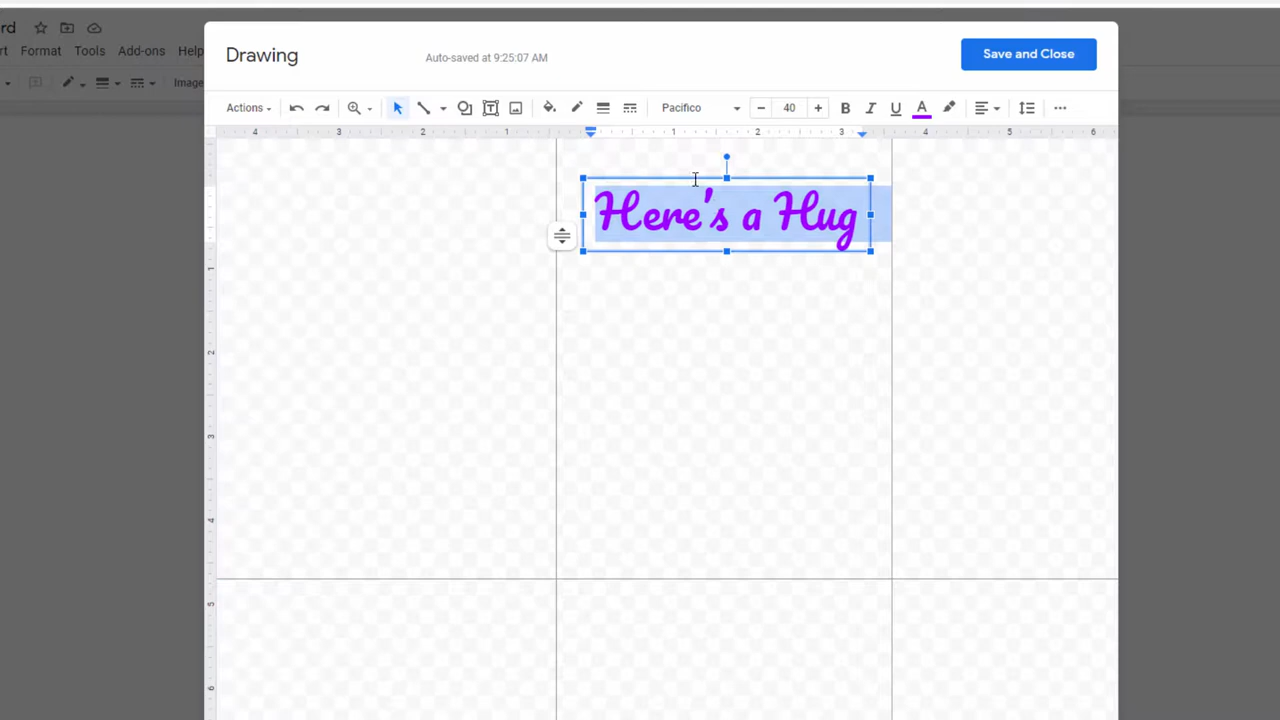 rd
rt Format Tools Add-ons Help
Image
Drawing
Auto-saved at 9:25:07 AM
Save and Close
Actions
Pacifico
40
B I U A
4 3 2 1 1 2 3 4 5 6
Here's a Hug
1
2
3
4
5
6